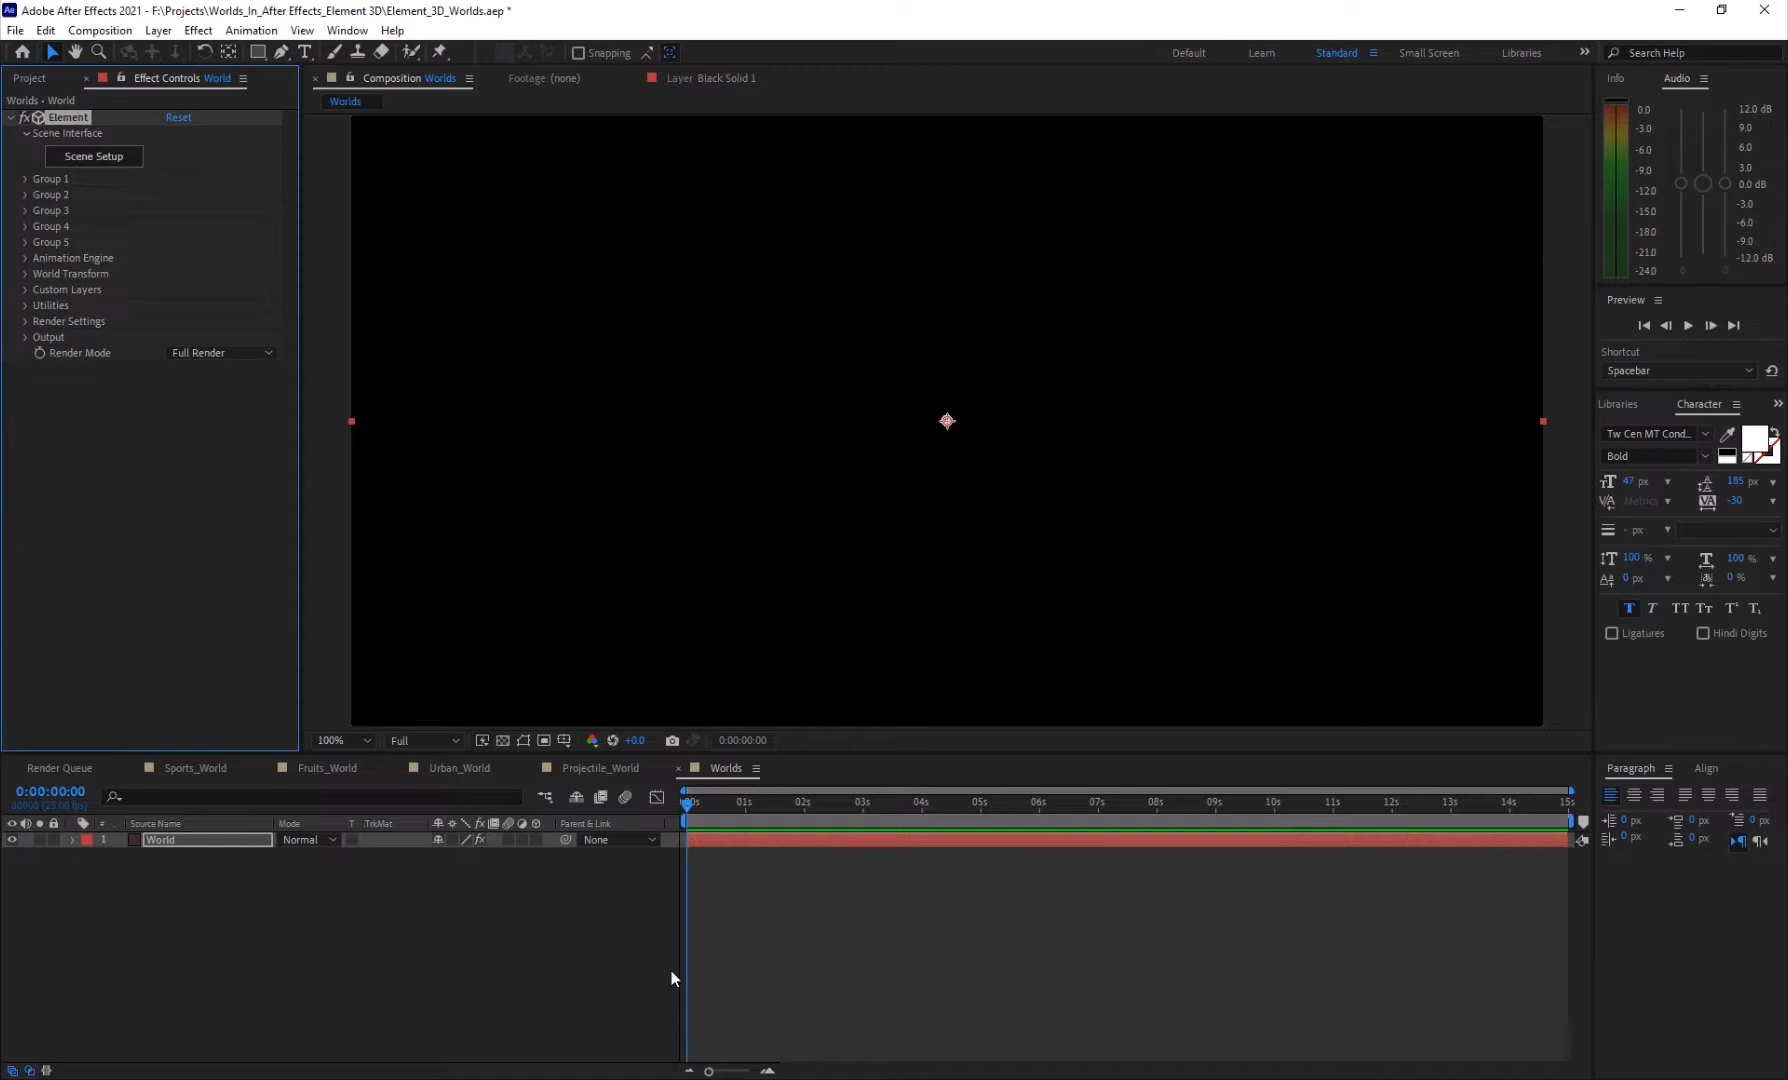 Adobe After Effects 2021 - F:\Projects\Worlds_In_After Effects_Element 3D\Element_3D_Worlds.aep *
File Edit Composition Layer Effect Animation View Window Help
Snapping Default Learn Standard Small Screen Libraries Search Help
Project Effect Controls World Composition Worlds Footage (none) Layer Black Solid 1 Info Audio
Worlds • World
Worlds
fx Element Reset
Scene Interface
Scene Setup
Group 1
Group 2
Group 3
Group 4
Group 5
Animation Engine
World Transform
Custom Layers
Utilities
Render Settings
Output
Render Mode Full Render
0.0
-3.0
-6.0
-9.0
-12.0
-15.0
-18.0
-21.0
-24.0
12.0 dB
9.0
6.0
3.0
0.0 dB
-3.0
-6.0
-9.0
-12.0 dB
0 0
Preview
Shortcut
Spacebar
Libraries Character
Tw Cen MT Cond...
Bold
47 px 185 px
Metrics -30
- px
100 % 100 %
0 px 0 %
T T TT Tт T¹ T₁
Ligatures Hindi Digits
100% Full +0.0 0:00:00:00
Render Queue Sports_World Fruits_World Urban_World Projectile_World Worlds
Paragraph Align
0:00:00:00
00000 (25.00 fps)
:00s 01s 02s 03s 04s 05s 06s 07s 08s 09s 10s 11s 12s 13s 14s 15s
# Source Name Mode T .TrkMat fx Parent & Link
1 World Normal fx None
0 px 0 px 0 px
0 px 0 px